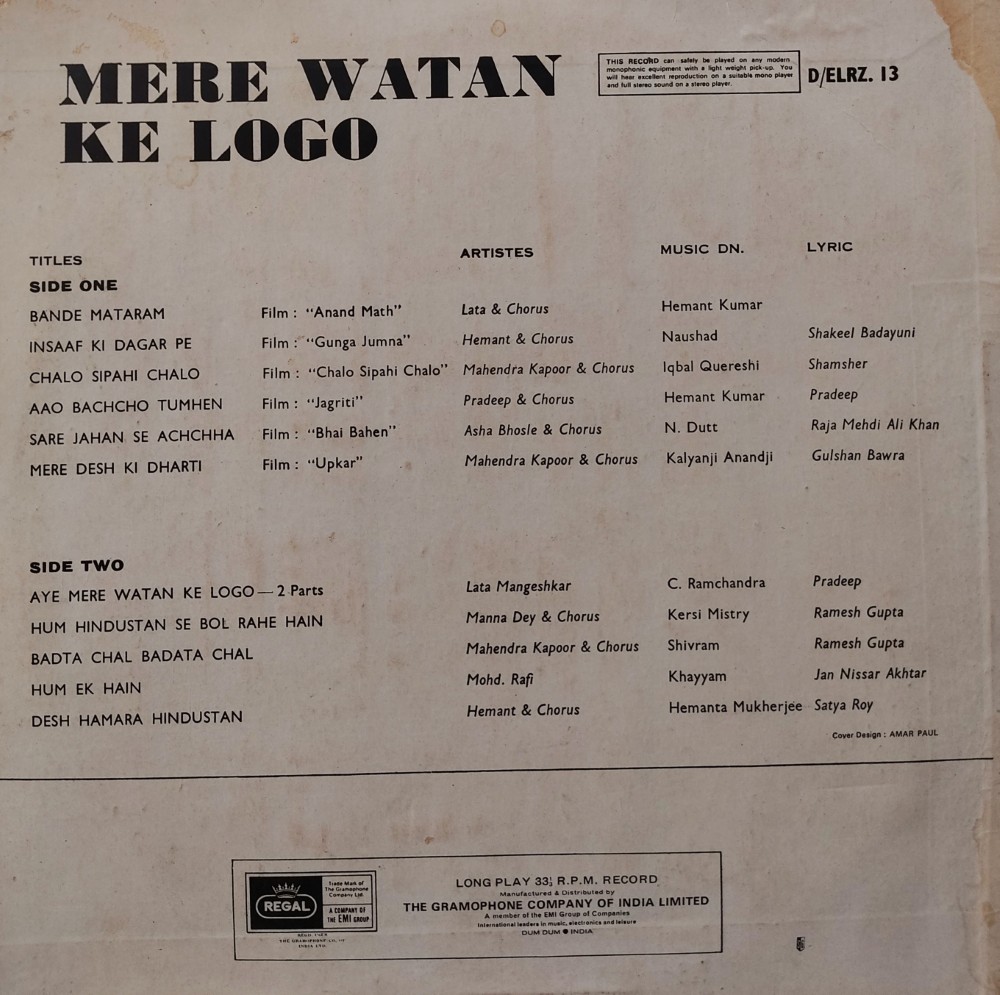 MERE WATAN
KE LOGO
THIS RECORD can safely be played on any modern
monophonic equipment with a light weight pick-up. You
will hear excellent reproduction on a suitable mono player
and full stereo sound on a stereo player.
D/ELRZ. 13
TITLES ARTISTES MUSIC DN. LYRIC
SIDE ONE
BANDE MATARAM Film : "Anand Math" Lata & Chorus Hemant Kumar
INSAAF KI DAGAR PE Film : "Gunga Jumna" Hemant & Chorus Naushad Shakeel Badayuni
CHALO SIPAHI CHALO Film : "Chalo Sipahi Chalo" Mahendra Kapoor & Chorus Iqbal Quereshi Shamsher
AAO BACHCHO TUMHEN Film : "Jagriti" Pradeep & Chorus Hemant Kumar Pradeep
SARE JAHAN SE ACHCHHA Film : "Bhai Bahen" Asha Bhosle & Chorus N. Dutt Raja Mehdi Ali Khan
MERE DESH KI DHARTI Film : "Upkar" Mahendra Kapoor & Chorus Kalyanji Anandji Gulshan Bawra
SIDE TWO
AYE MERE WATAN KE LOGO — 2 Parts Lata Mangeshkar C. Ramchandra Pradeep
HUM HINDUSTAN SE BOL RAHE HAIN Manna Dey & Chorus Kersi Mistry Ramesh Gupta
BADTA CHAL BADATA CHAL Mahendra Kapoor & Chorus Shivram Ramesh Gupta
HUM EK HAIN Mohd. Rafi Khayyam Jan Nissar Akhtar
DESH HAMARA HINDUSTAN Hemant & Chorus Hemanta Mukherjee Satya Roy
Cover Design : AMAR PAUL
REGAL
Trade Mark of
The Gramophone
Company Ltd.
A COMPANY OF
THE EMI GROUP
LONG PLAY 33⅓ R.P.M. RECORD
Manufactured & Distributed by
THE GRAMOPHONE COMPANY OF INDIA LIMITED
A member of the EMI Group of Companies
International leaders in music, electronics and leisure
DUM DUM ● INDIA